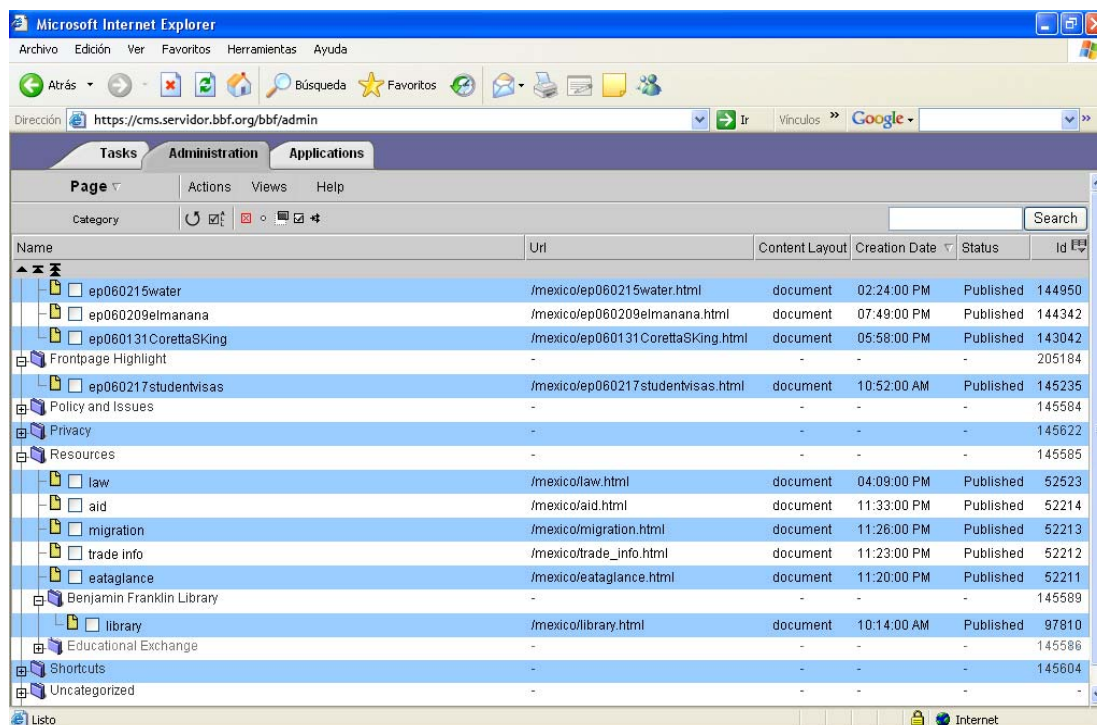 Microsoft Internet Explorer
Archivo Edición Ver Favoritos Herramientas Ayuda
Atrás Búsqueda Favoritos
Dirección https://cms.servidor.bbf.org/bbf/admin Ir Vínculos » Google »
Tasks Administration Applications
Page Actions Views Help
Category Search
Name Url Content Layout Creation Date Status Id
ep060215water /mexico/ep060215water.html document 02:24:00 PM Published 144950
ep060209elmanana /mexico/ep060209elmanana.html document 07:49:00 PM Published 144342
ep060131CorettaSKing /mexico/ep060131CorettaSKing.html document 05:58:00 PM Published 143042
Frontpage Highlight - - - - 205184
ep060217studentvisas /mexico/ep060217studentvisas.html document 10:52:00 AM Published 145235
Policy and Issues - - - - 145584
Privacy - - - - 145622
Resources - - - - 145585
law /mexico/law.html document 04:09:00 PM Published 52523
aid /mexico/aid.html document 11:33:00 PM Published 52214
migration /mexico/migration.html document 11:26:00 PM Published 52213
trade info /mexico/trade_info.html document 11:23:00 PM Published 52212
eataglance /mexico/eataglance.html document 11:20:00 PM Published 52211
Benjamin Franklin Library - - - - 145589
library /mexico/library.html document 10:14:00 AM Published 97810
Educational Exchange - - - - 145586
Shortcuts - - - - 145604
Uncategorized - - - - -
Listo Internet